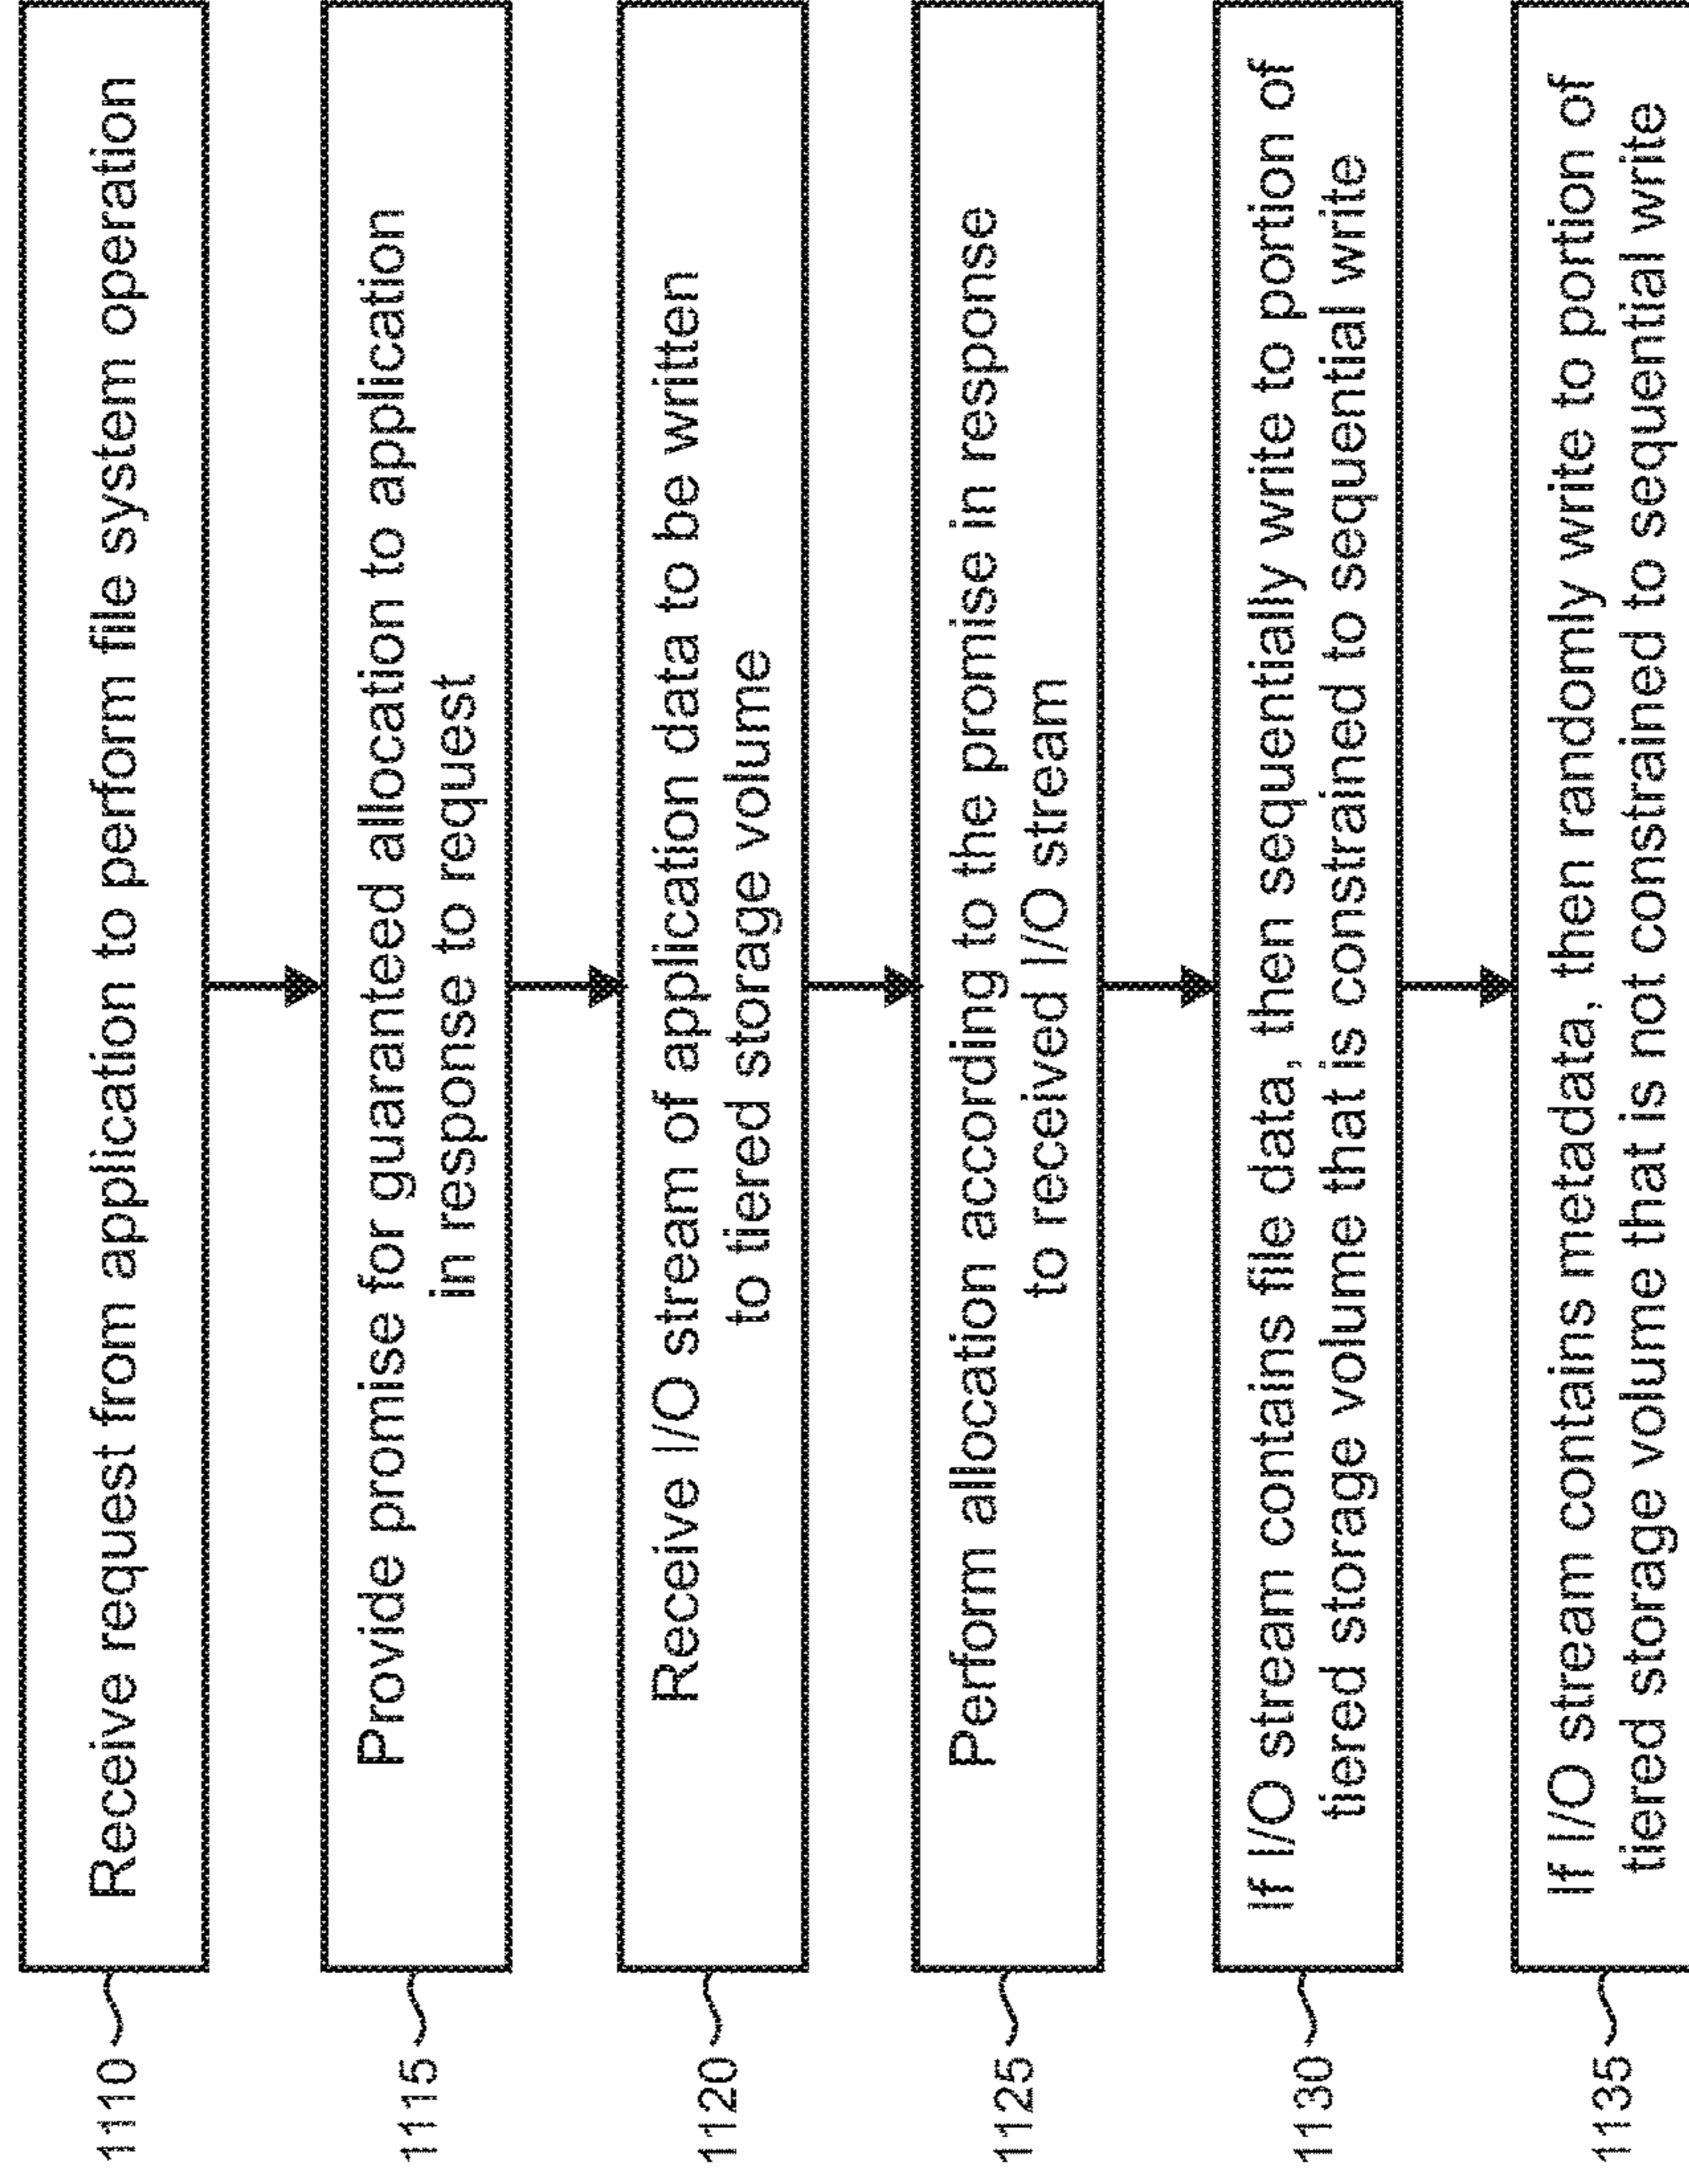 1110
Receive request from application to perform file system operation
1115
Provide promise for guaranteed allocation to application
in response to request
1120
Receive I/O stream of application data to be written
to tiered storage volume
1125
Perform allocation according to the promise in response
to received I/O stream
1130
If I/O stream contains file data, then sequentially write to portion of
tiered storage volume that is constrained to sequential write
1135
If I/O stream contains metadata, then randomly write to portion of
tiered storage volume that is not constrained to sequential write